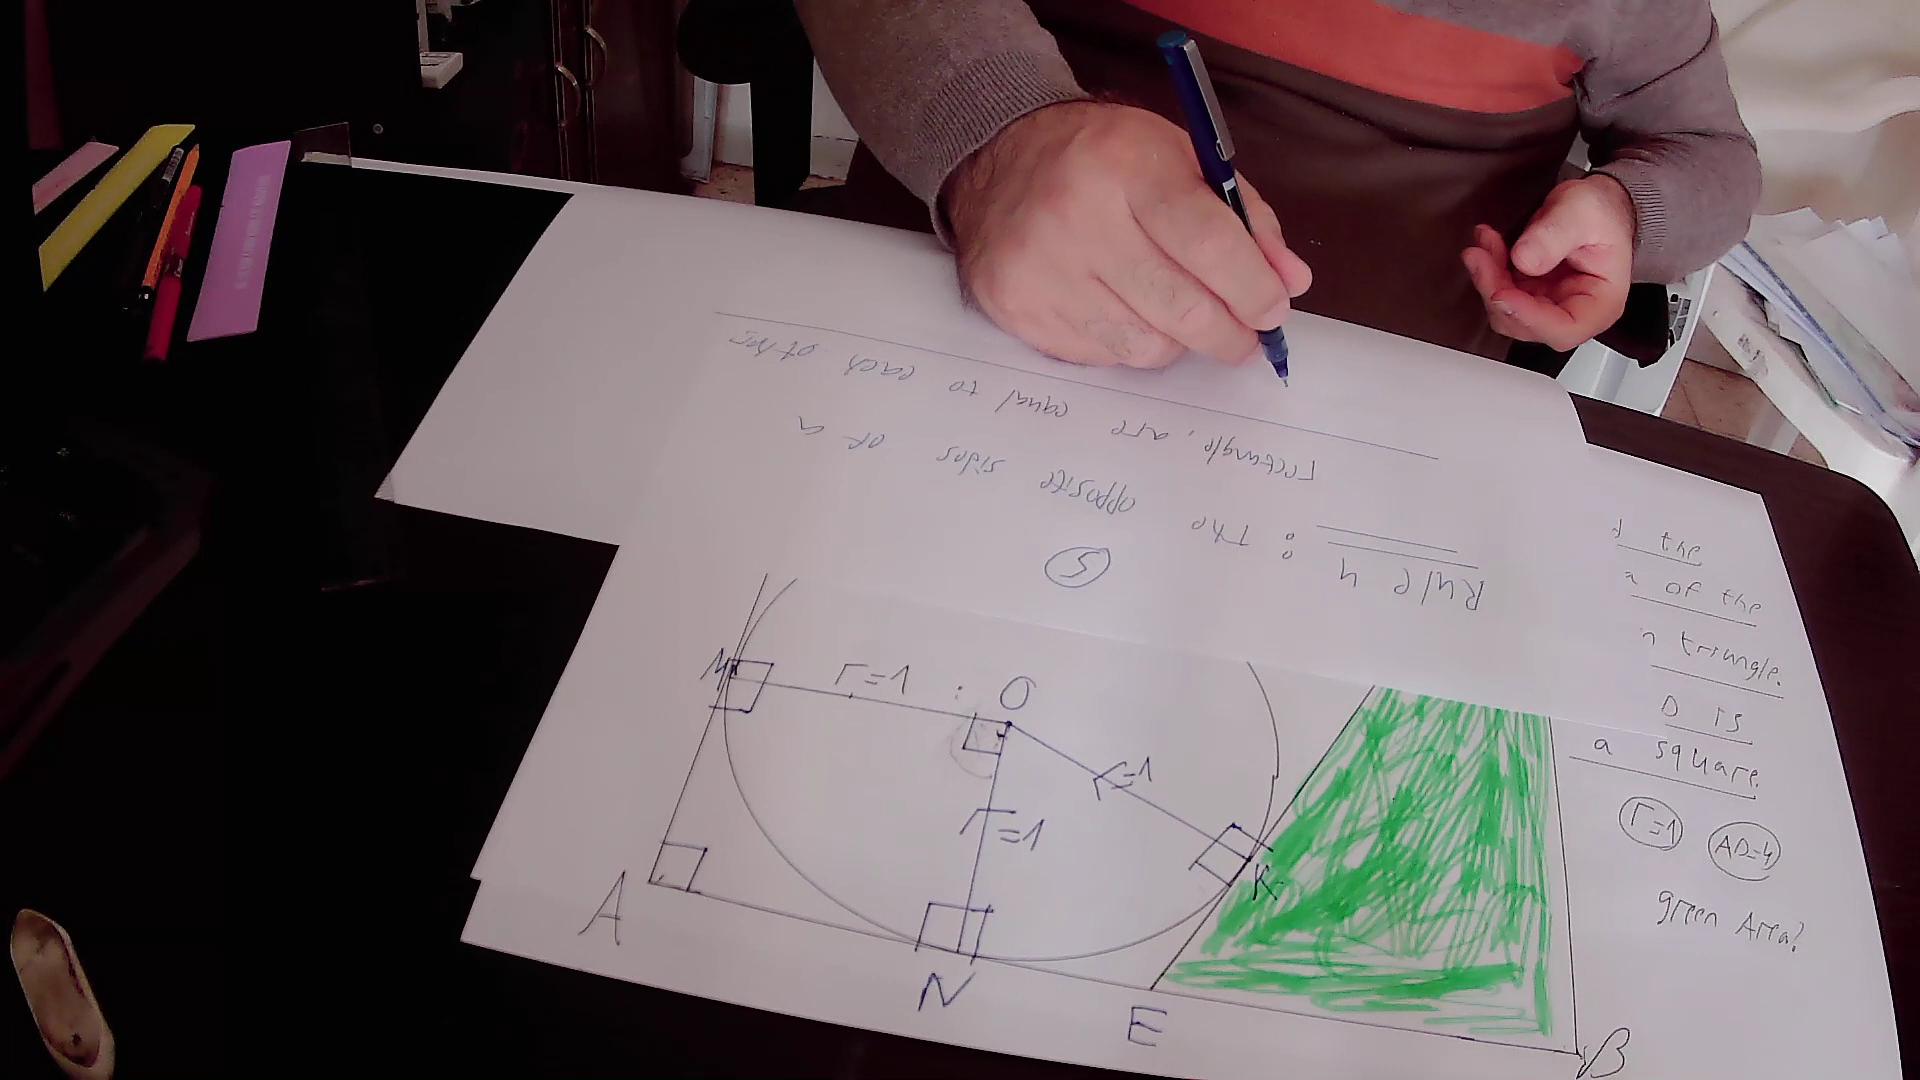 Rule 4 : The opposite sides of a
rectangle, are equal to each other
5
the
of the
triangle.
D is
a square.
r=1 AD=4
green Area?
M r=1 O
r=1
r=1
K
A
N
E
B